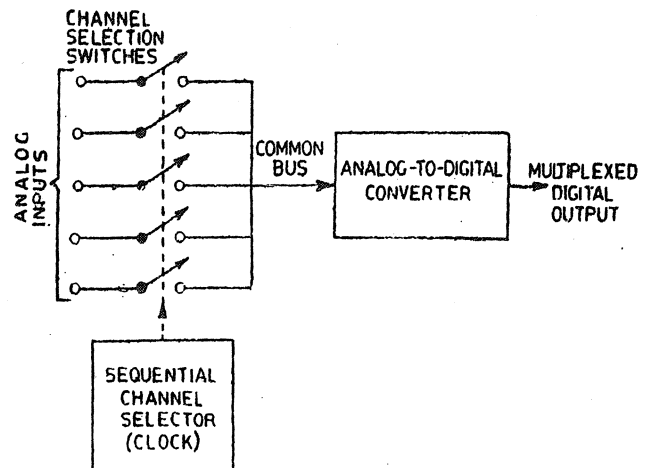 CHANNEL
SELECTION
SWITCHES
ANALOG
INPUTS
COMMON
BUS
ANALOG-TO-DIGITAL
CONVERTER
MULTIPLEXED
DIGITAL
OUTPUT
SEQUENTIAL
CHANNEL
SELECTOR
(CLOCK)